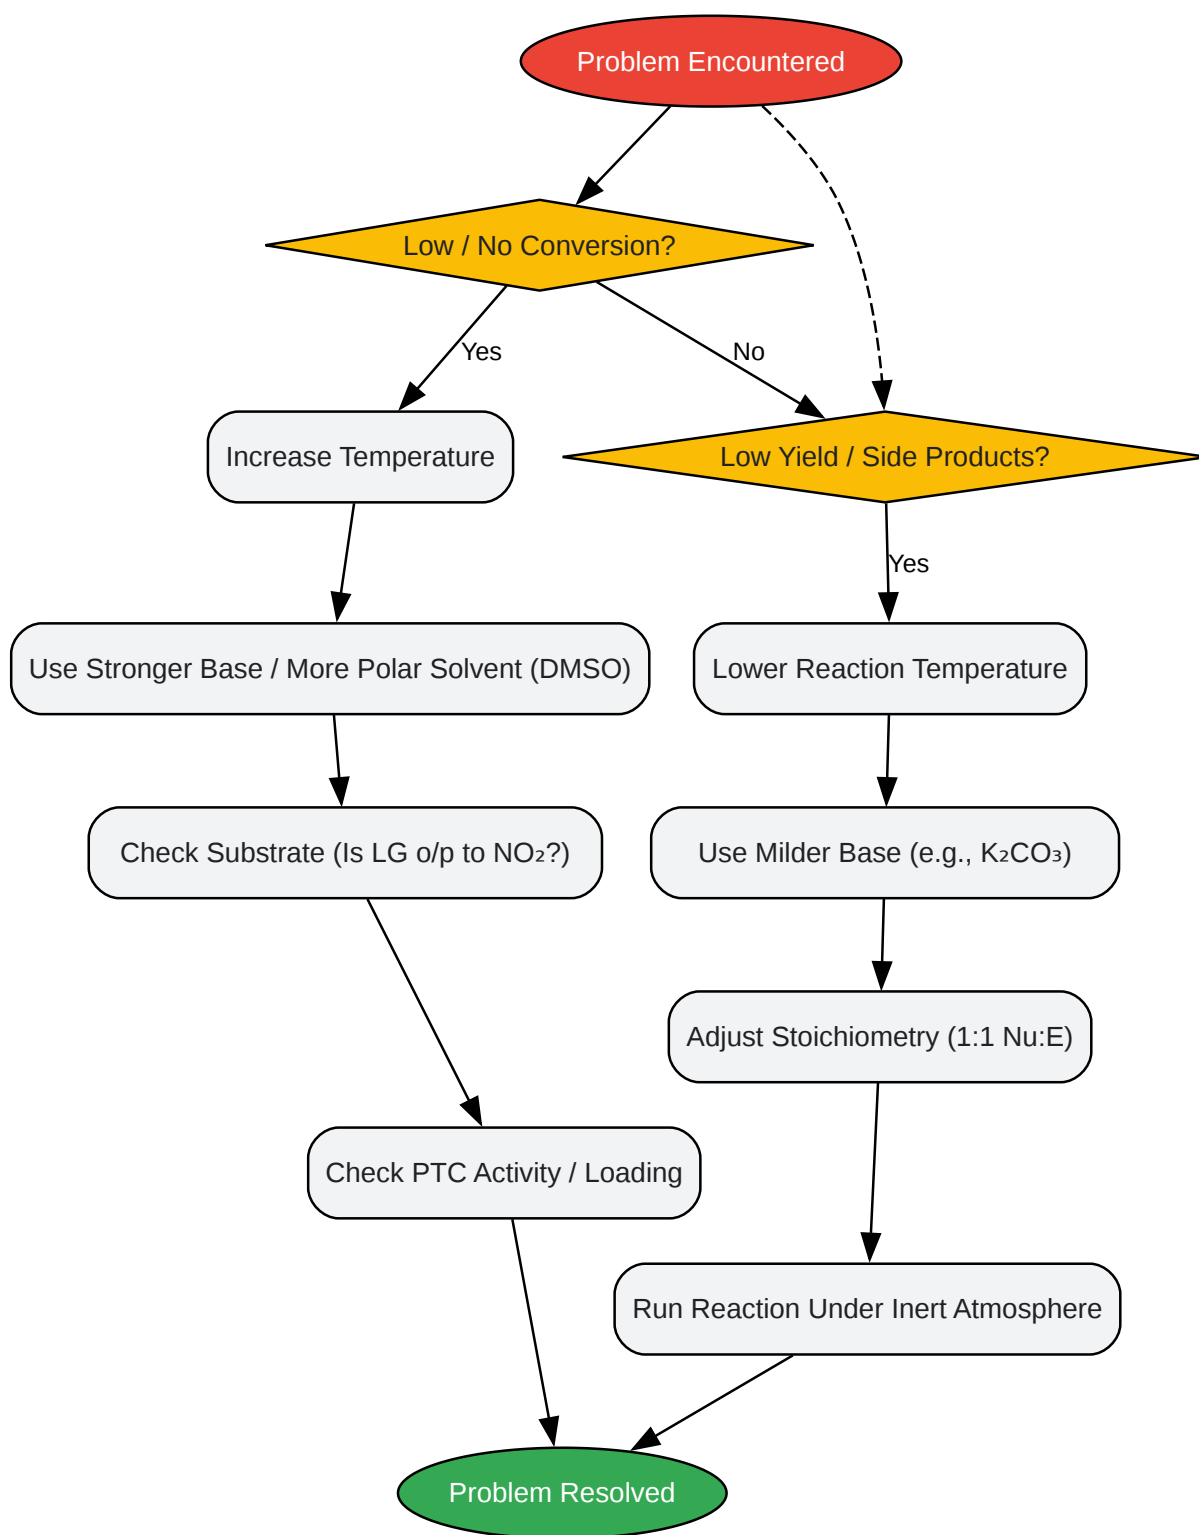 Problem Encountered
Low / No Conversion?
Yes
No
Increase Temperature
Low Yield / Side Products?
Yes
Use Stronger Base / More Polar Solvent (DMSO)
Lower Reaction Temperature
Check Substrate (Is LG o/p to NO₂?)
Use Milder Base (e.g., K₂CO₃)
Adjust Stoichiometry (1:1 Nu:E)
Check PTC Activity / Loading
Run Reaction Under Inert Atmosphere
Problem Resolved